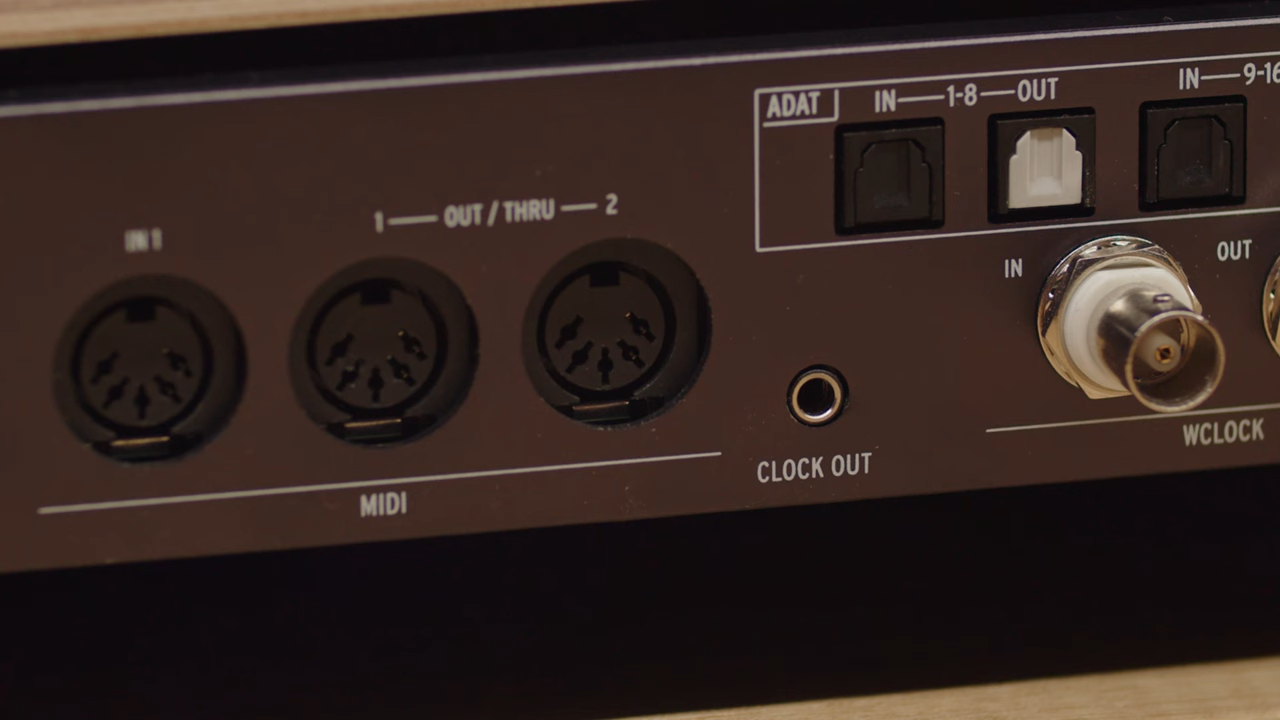 ADAT
IN 1-8 OUT
IN 9-16
1 OUT / THRU 2
IN 1
IN
OUT
CLOCK OUT
WCLOCK
MIDI